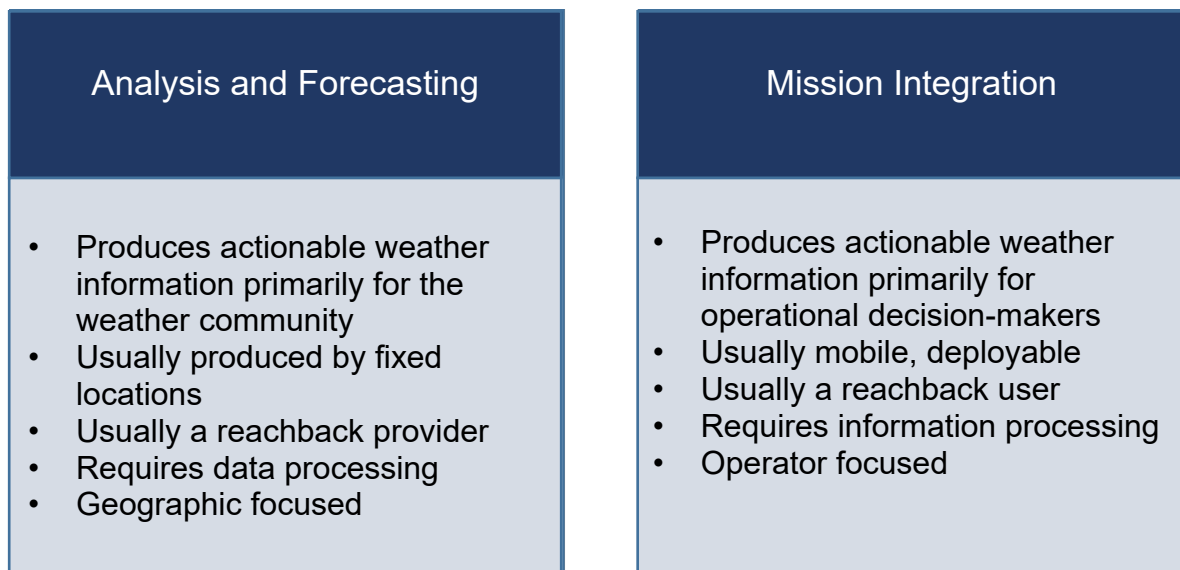 Analysis and Forecasting
• Produces actionable weather
information primarily for the
weather community
• Usually produced by fixed
locations
• Usually a reachback provider
• Requires data processing
• Geographic focused
Mission Integration
• Produces actionable weather
information primarily for
operational decision-makers
• Usually mobile, deployable
• Usually a reachback user
• Requires information processing
• Operator focused